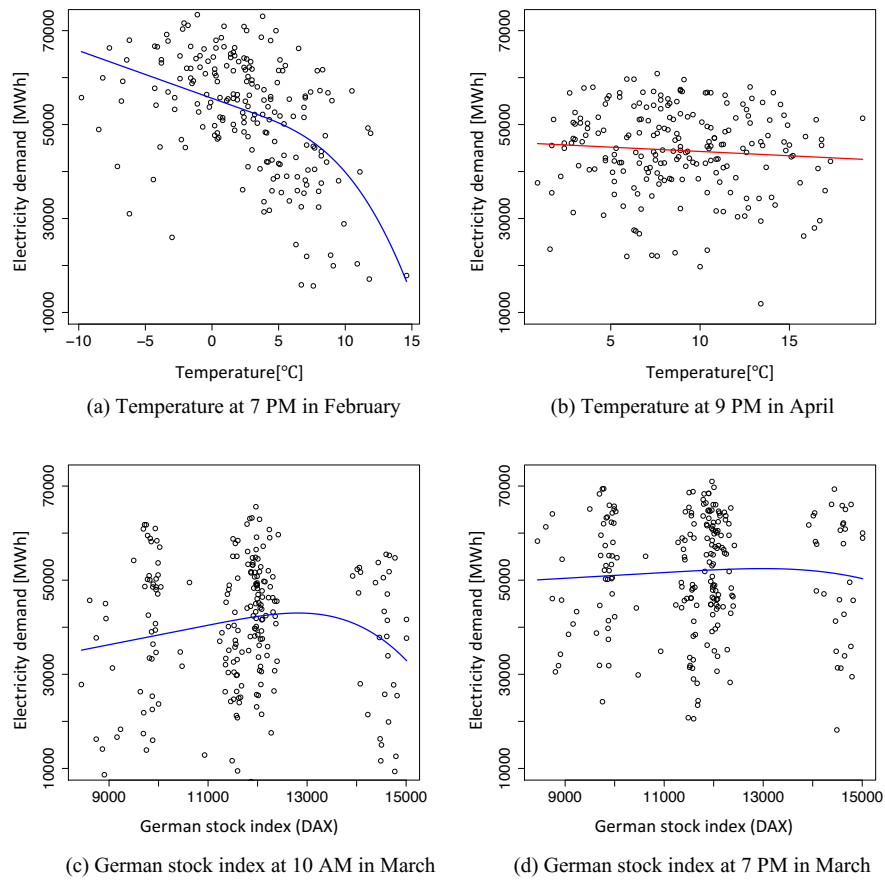 Electricity demand [MWh]
70000
50000
30000
10000
−10 −5 0 5 10 15
Temperature[°C]
(a) Temperature at 7 PM in February
Electricity demand [MWh]
70000
50000
30000
10000
5 10 15
Temperature[°C]
(b) Temperature at 9 PM in April
Electricity demand [MWh]
70000
50000
30000
10000
9000 11000 13000 15000
German stock index (DAX)
(c) German stock index at 10 AM in March
Electricity demand [MWh]
70000
50000
30000
10000
9000 11000 13000 15000
German stock index (DAX)
(d) German stock index at 7 PM in March